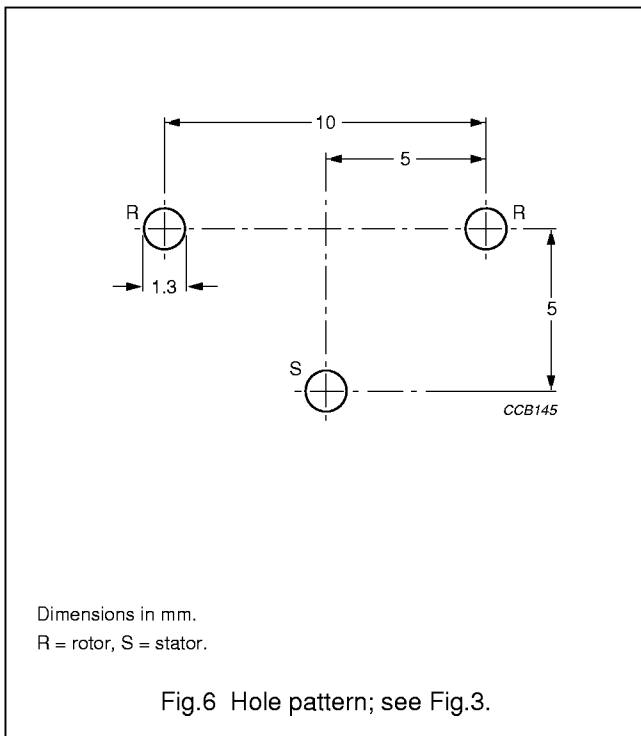 10
5
R
R
1.3
5
S
CCB145
Dimensions in mm.
R = rotor, S = stator.
Fig.6 Hole pattern; see Fig.3.